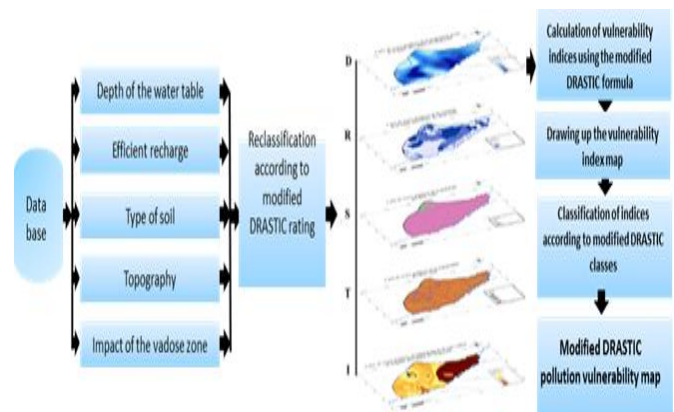 Data
base
Depth of the water table
Efficient recharge
Type of soil
Topography
Impact of the vadose zone
Reclassification
according to
modified
DRASTIC rating
D
R
S
T
I
Calculation of vulnerability
indices using the modified
DRASTIC formula
Drawing up the vulnerability
index map
Classification of indices
according to modified DRASTIC
classes
Modified DRASTIC
pollution vulnerability map